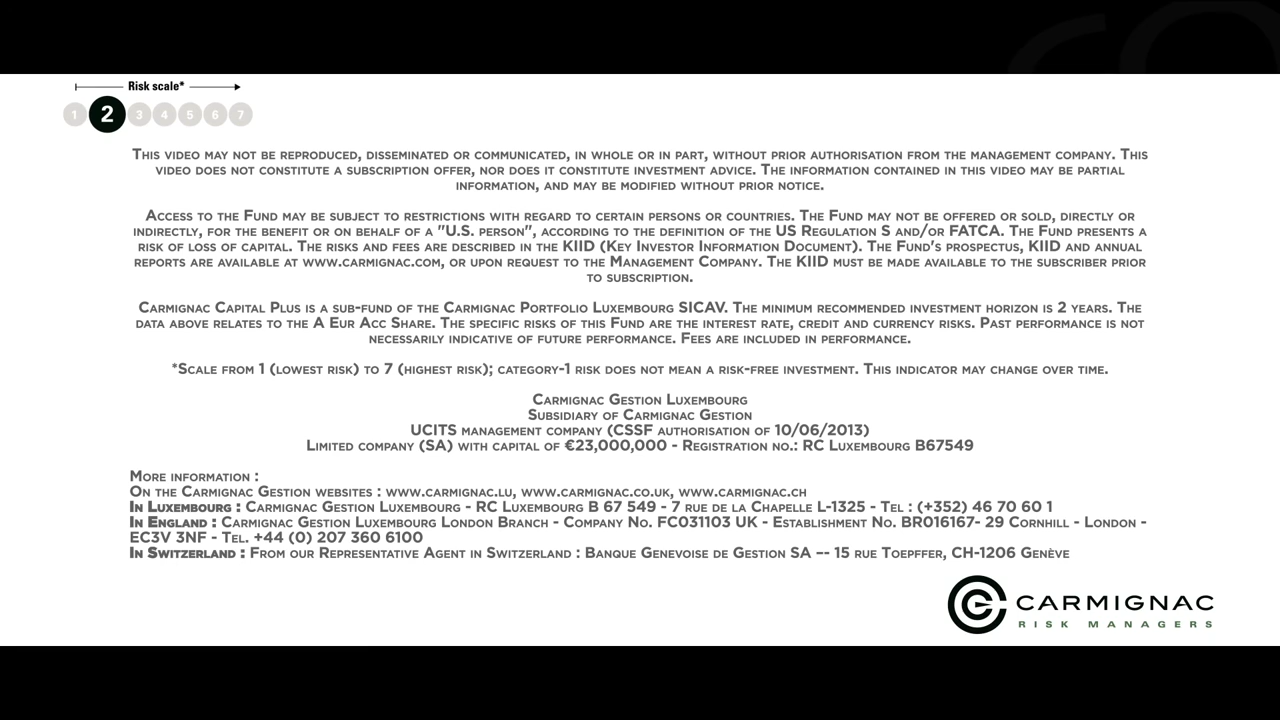 Risk scale*
1 2 3 4 5 6 7
This video may not be reproduced, disseminated or communicated, in whole or in part, without prior authorisation from the management company. This
video does not constitute a subscription offer, nor does it constitute investment advice. The information contained in this video may be partial
information, and may be modified without prior notice.
Access to the Fund may be subject to restrictions with regard to certain persons or countries. The Fund may not be offered or sold, directly or
indirectly, for the benefit or on behalf of a "U.S. person", according to the definition of the US Regulation S and/or FATCA. The Fund presents a
risk of loss of capital. The risks and fees are described in the KIID (Key Investor Information Document). The Fund's prospectus, KIID and annual
reports are available at www.carmignac.com, or upon request to the Management Company. The KIID must be made available to the subscriber prior
to subscription.
Carmignac Capital Plus is a sub-fund of the Carmignac Portfolio Luxembourg SICAV. The minimum recommended investment horizon is 2 years. The
data above relates to the A Eur Acc Share. The specific risks of this Fund are the interest rate, credit and currency risks. Past performance is not
necessarily indicative of future performance. Fees are included in performance.
*Scale from 1 (lowest risk) to 7 (highest risk); category-1 risk does not mean a risk-free investment. This indicator may change over time.
Carmignac Gestion Luxembourg
Subsidiary of Carmignac Gestion
UCITS management company (CSSF authorisation of 10/06/2013)
Limited company (SA) with capital of €23,000,000 - Registration no.: RC Luxembourg B67549
More information :
On the Carmignac Gestion websites : www.carmignac.lu, www.carmignac.co.uk, www.carmignac.ch
In Luxembourg : Carmignac Gestion Luxembourg - RC Luxembourg B 67 549 - 7 rue de la Chapelle L-1325 - Tel : (+352) 46 70 60 1
In England : Carmignac Gestion Luxembourg London Branch - Company No. FC031103 UK - Establishment No. BR016167- 29 Cornhill - London -
EC3V 3NF - Tel. +44 (0) 207 360 6100
In Switzerland : From our Representative Agent in Switzerland : Banque Genevoise de Gestion SA –- 15 rue Toepffer, CH-1206 Genève
CARMIGNAC
RISK MANAGERS